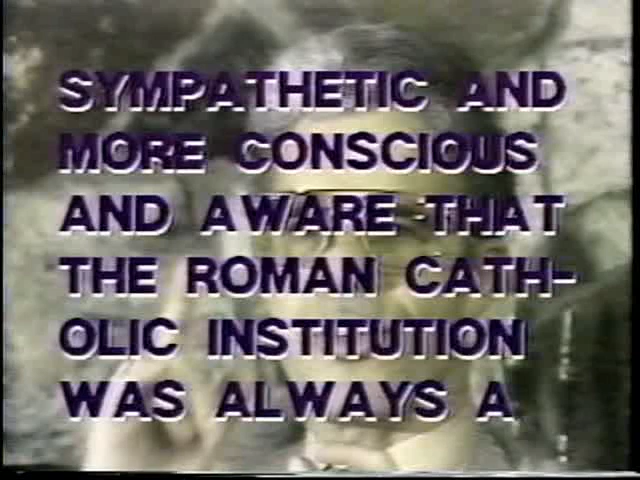 SYMPATHETIC AND
MORE CONSCIOUS
AND AWARE THAT
THE ROMAN CATH-
OLIC INSTITUTION
WAS ALWAYS A